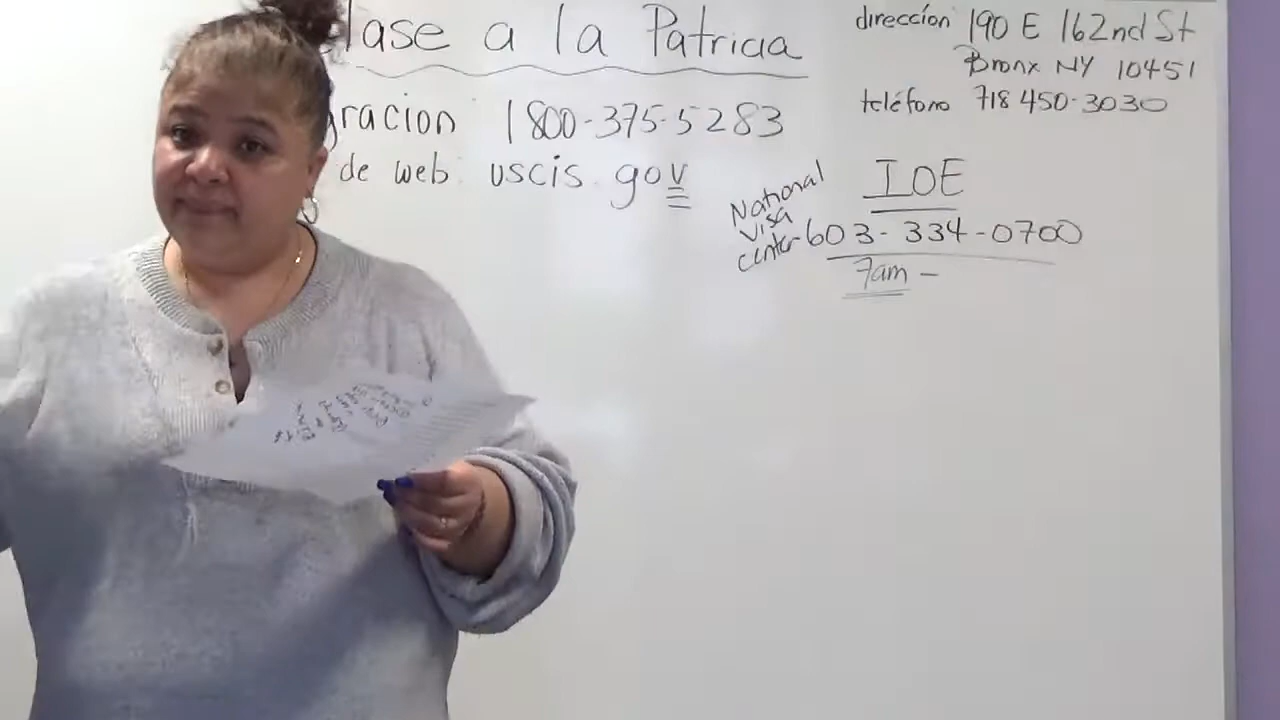 lase a la Patricia
gracion 1800-375-5283
de web: uscis.gov
dirección 190 E 162nd St
Bronx NY 10451
teléfono 718 450-3030
IOE
National
Visa
Center 603-334-0700
7am -